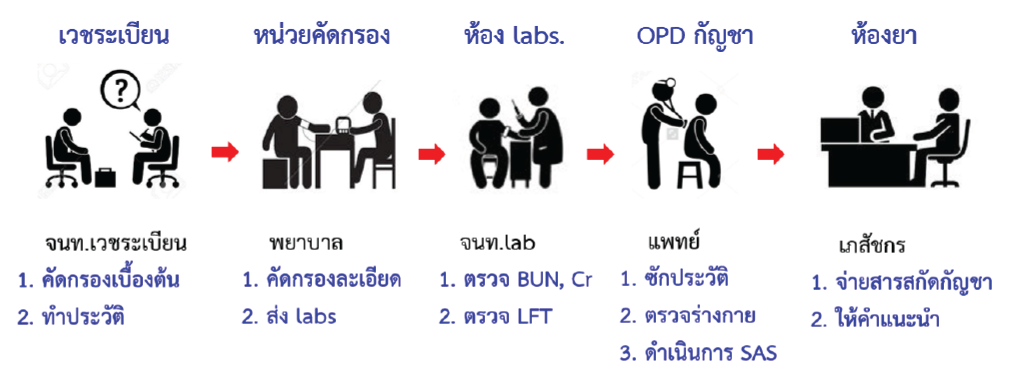 เวชระเบียน
หน่วยคัดกรอง
ห้อง labs.
OPD กัญชา
ห้องยา
?
จนท.เวชระเบียน
1. คัดกรองเบื้องต้น
2. ทำประวัติ
พยาบาล
1. คัดกรองละเอียด
2. ส่ง labs
จนท.lab
1. ตรวจ BUN, Cr
2. ตรวจ LFT
แพทย์
1. ซักประวัติ
2. ตรวจร่างกาย
3. ดำเนินการ SAS
เภสัชกร
1. จ่ายสารสกัดกัญชา
2. ให้คำแนะนำ